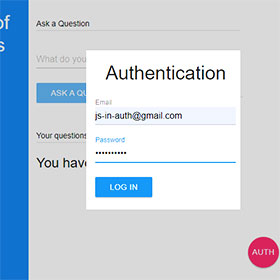 of
s
Ask a Question
What do you
ASK A QU
Your questions
You have
Authentication
Email
js-in-auth@gmail.com
Password
••••••••••
LOG IN
AUTH